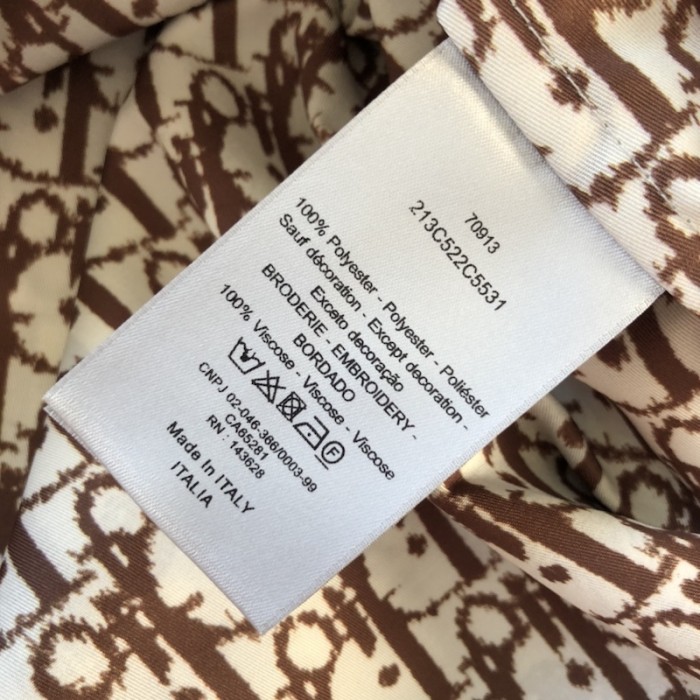 70913
213C522C5531
100% Polyester - Polyester - Poliéster
Sauf décoration - Except decoration -
Exceto decoração
BRODERIE - EMBROIDERY -
BORDADO
100% Viscose - Viscose - Viscose
F
CNPJ 02-046-366/0003-99
CA65281
RN : 143628
Made In ITALY
ITALIA